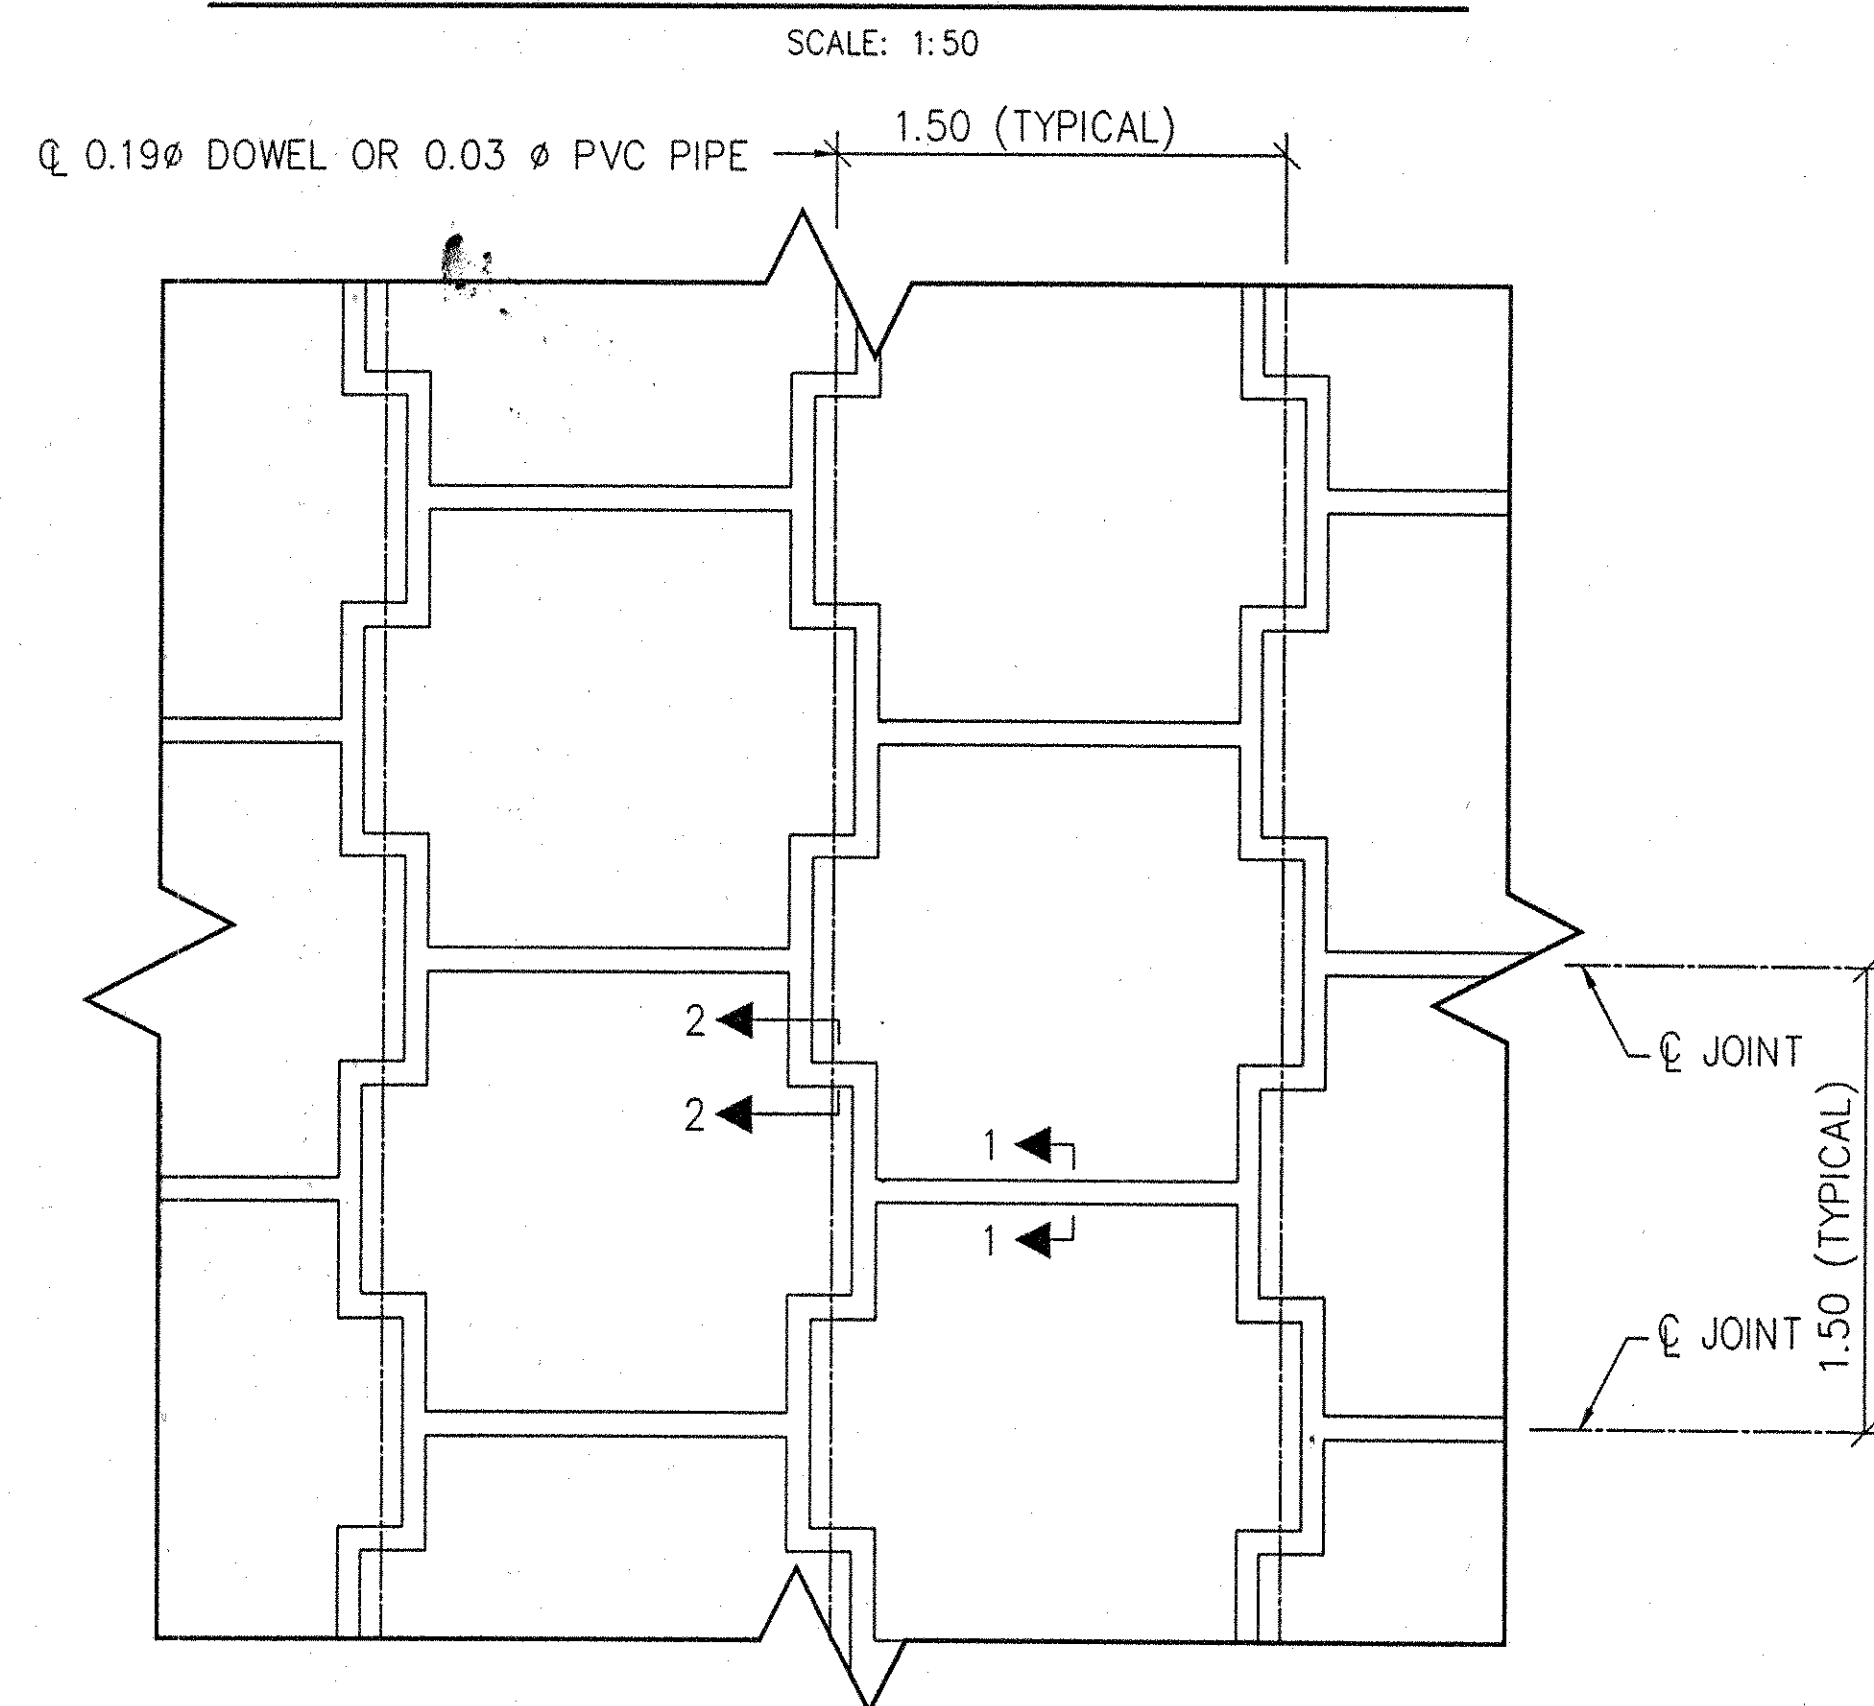 SCALE: 1:50
℄ 0.19ø DOWEL OR 0.03 ø PVC PIPE
1.50 (TYPICAL)
2
2
1
1
℄ JOINT
℄ JOINT
1.50 (TYPICAL)